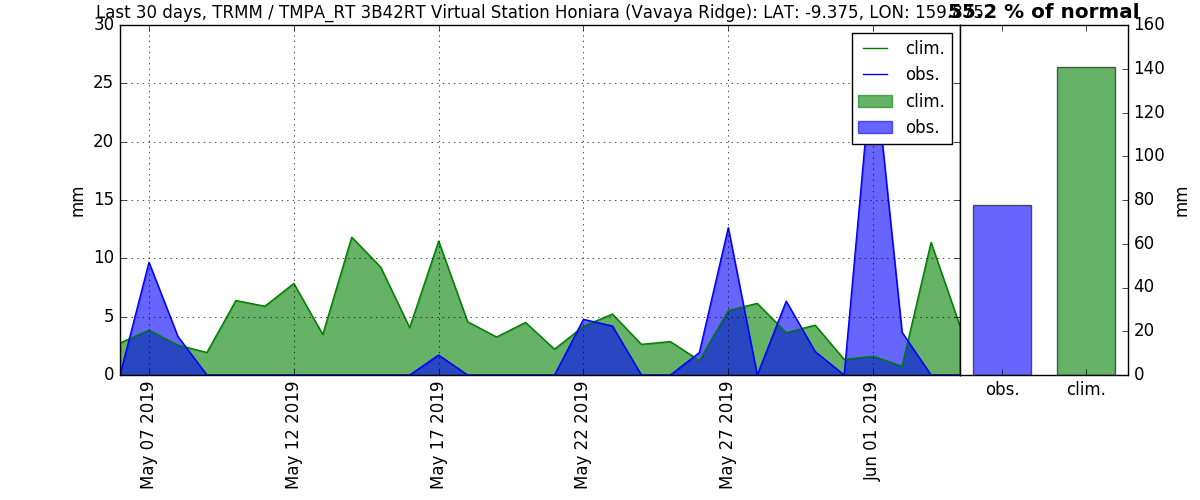 Last 30 days, TRMM / TMPA_RT 3B42RT Virtual Station Honiara (Vavaya Ridge): LAT: -9.375, LON:
55.2 % of normal
30
25
20
15
10
5
0
mm
clim.
obs.
clim.
obs.
160
140
120
100
80
60
40
20
0
mm
May 07 2019
May 12 2019
May 17 2019
May 22 2019
May 27 2019
Jun 01 2019
obs.
clim.